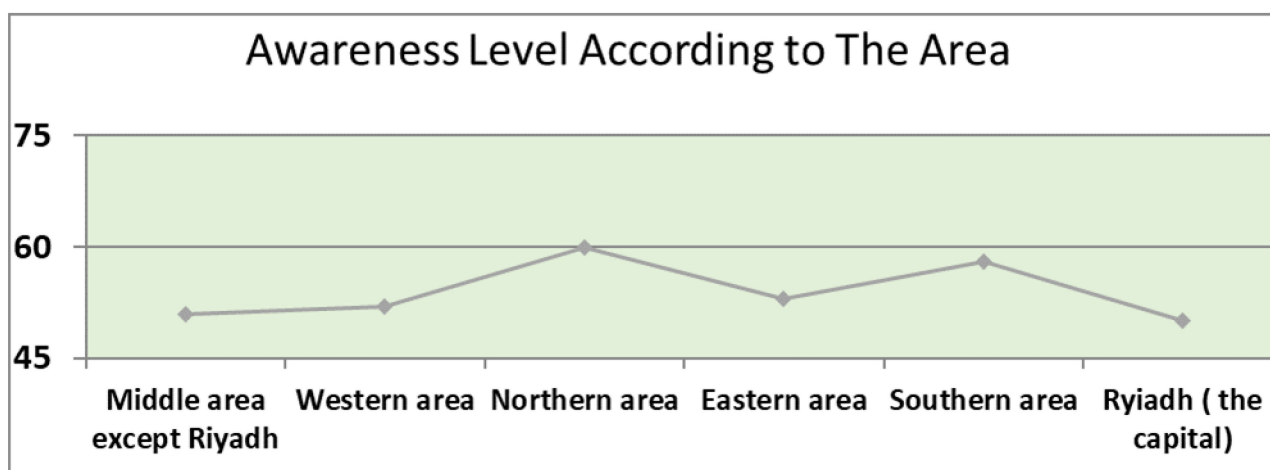 Awareness Level According to The Area
75
60
45
Middle area except Riyadh
Western area
Northern area
Eastern area
Southern area
Ryiadh ( the capital)